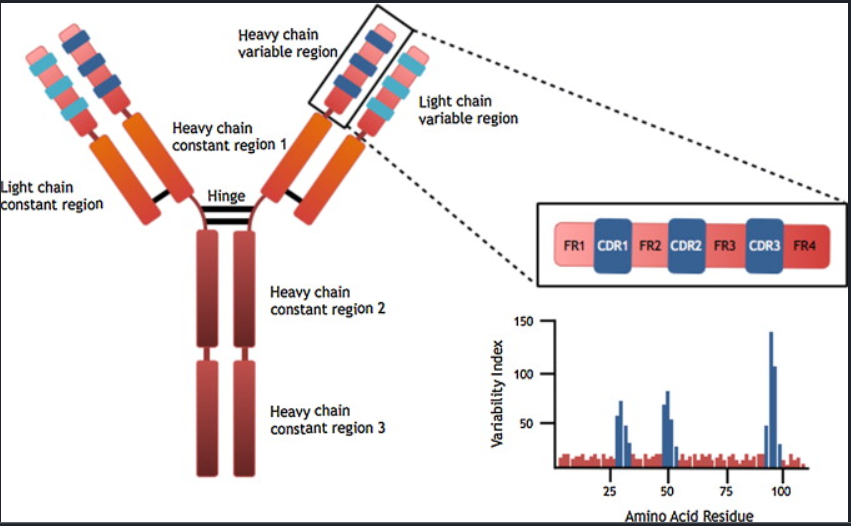 Heavy chain
variable region
Light chain
variable region
Heavy chain
constant region 1
Light chain
constant region
Hinge
FR1 CDR1 FR2 CDR2 FR3 CDR3 FR4
Heavy chain
constant region 2
Heavy chain
constant region 3
Variability Index
150
100
50
25 50 75 100
Amino Acid Residue